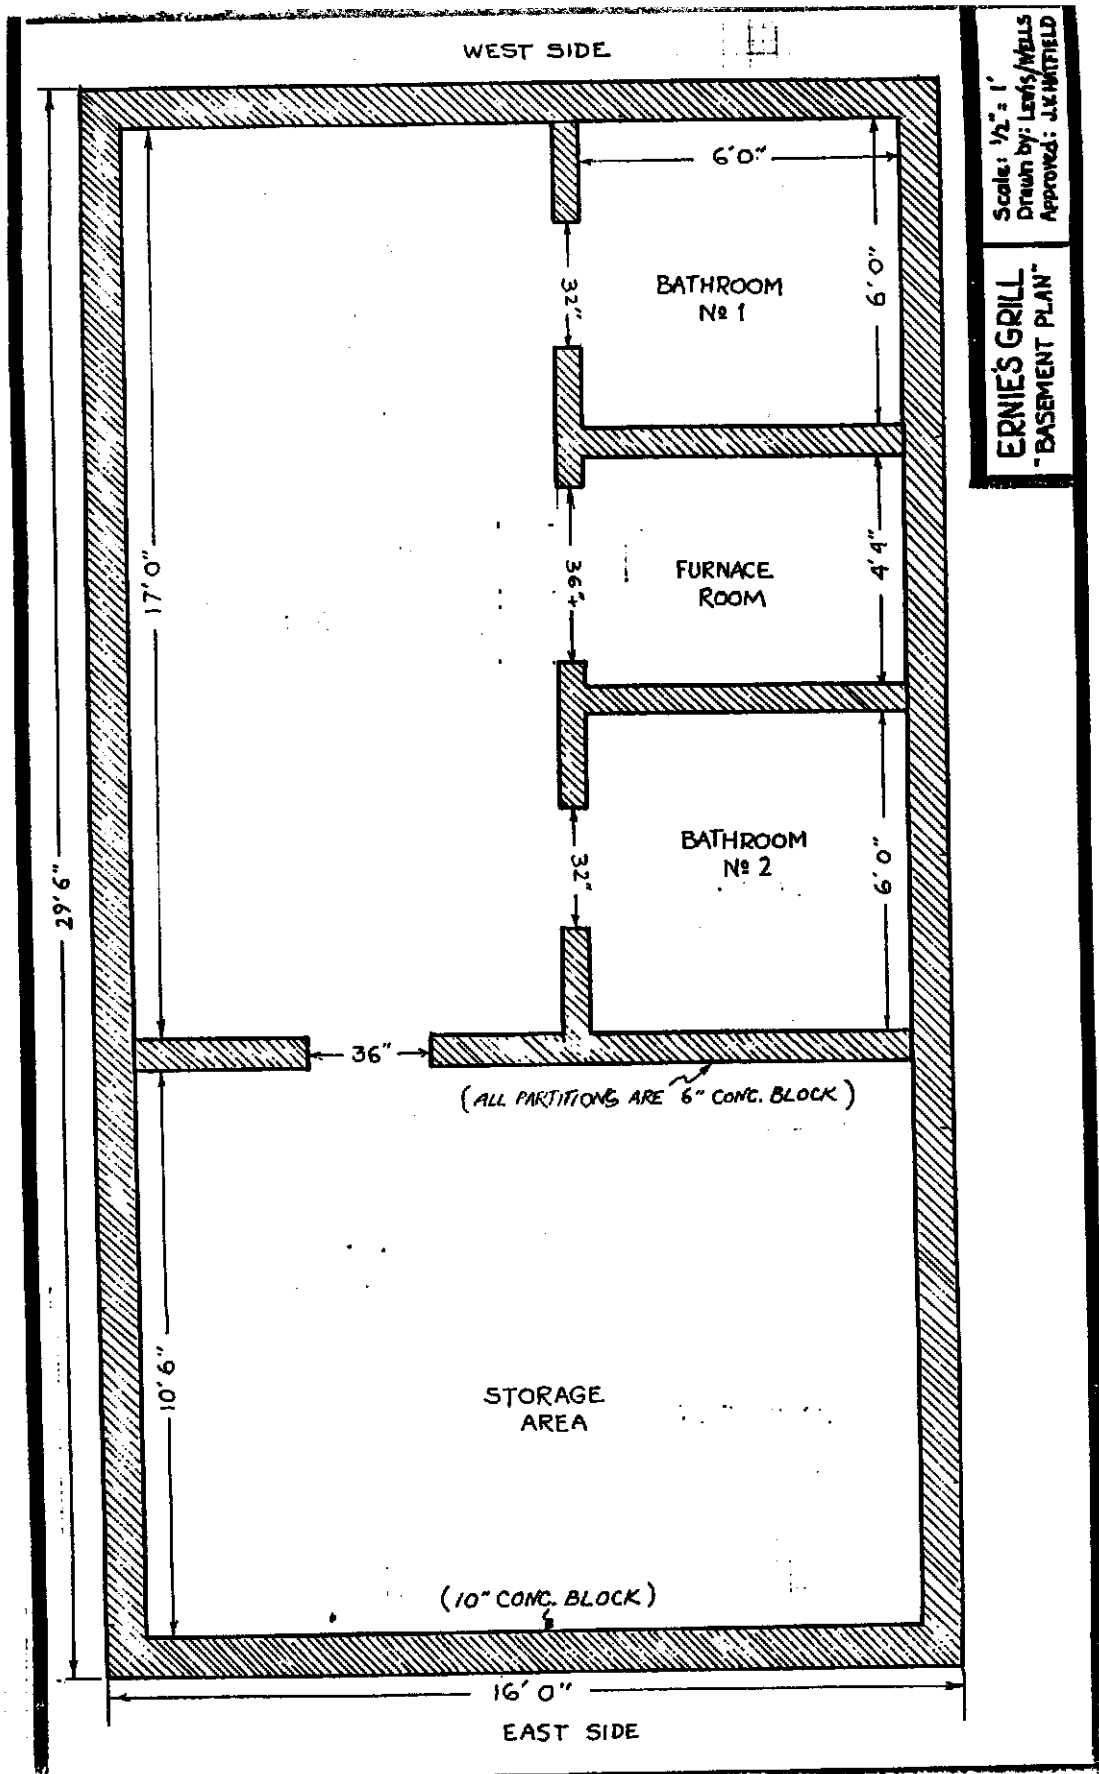 WEST SIDE
Scale: ½" = 1'
Drawn by: LEWIS/WELLS
Approved: J.K.HATFIELD
ERNIE'S GRILL
"BASEMENT PLAN"
6'0"
BATHROOM
Nº 1
6'0"
32"
17'0"
36"+
FURNACE
ROOM
4'4"
29'6"
32"
BATHROOM
Nº 2
6'0"
36"
(ALL PARTITIONS ARE 6" CONC. BLOCK)
10'6"
STORAGE
AREA
(10" CONC. BLOCK)
16'0"
EAST SIDE